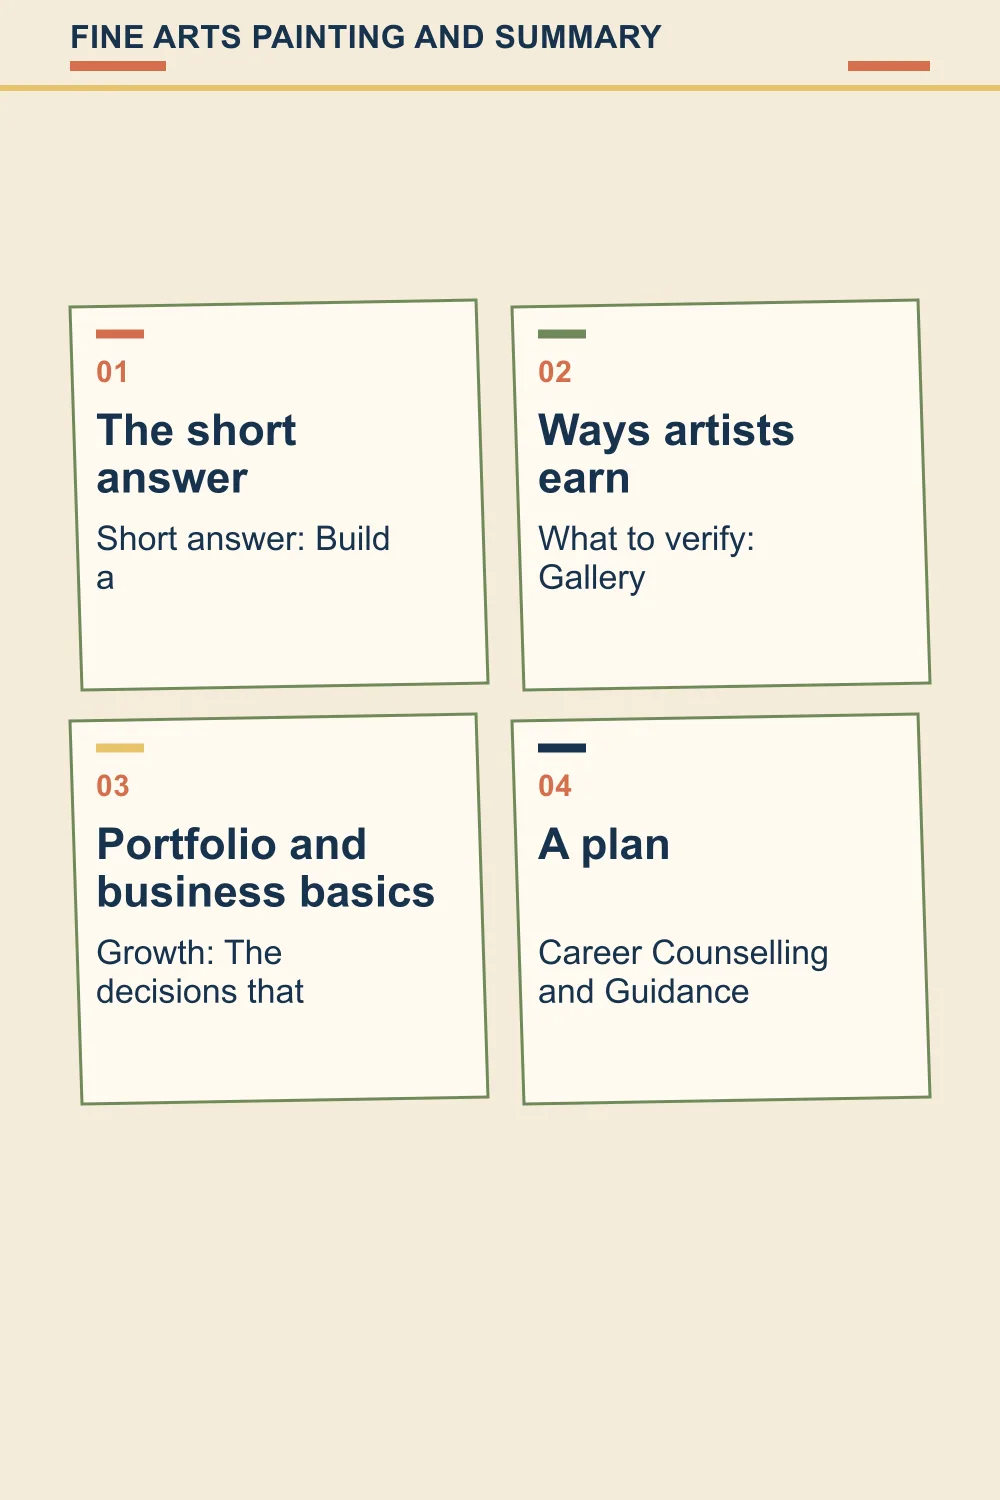 FINE ARTS PAINTING AND SUMMARY
01
The short
answer
Short answer: Build
a
02
Ways artists
earn
What to verify:
Gallery
03
Portfolio and
business basics
Growth: The
decisions that
04
A plan
Career Counselling
and Guidance